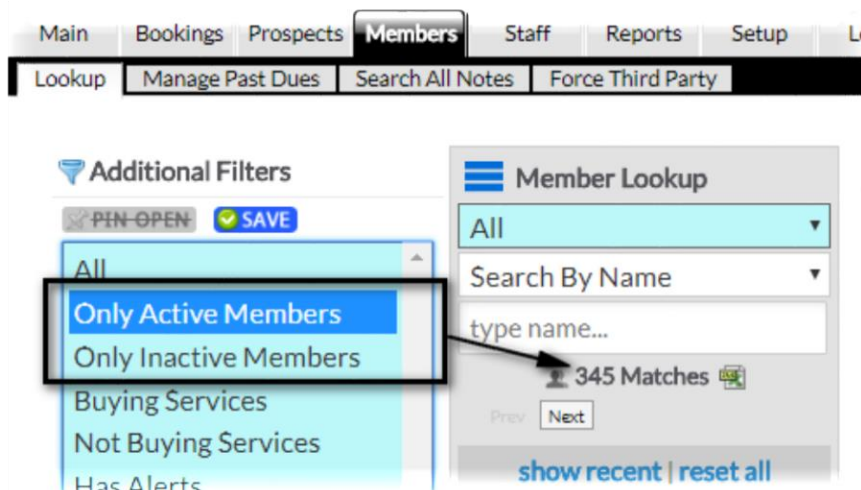 Main Bookings Prospects Members Staff Reports Setup
Lookup Manage Past Dues Search All Notes Force Third Party
Additional Filters
PIN OPEN SAVE
All
Only Active Members
Only Inactive Members
Buying Services
Not Buying Services
Has Alerts
Member Lookup
All
Search By Name
type name...
345 Matches
Prev Next
show recent | reset all